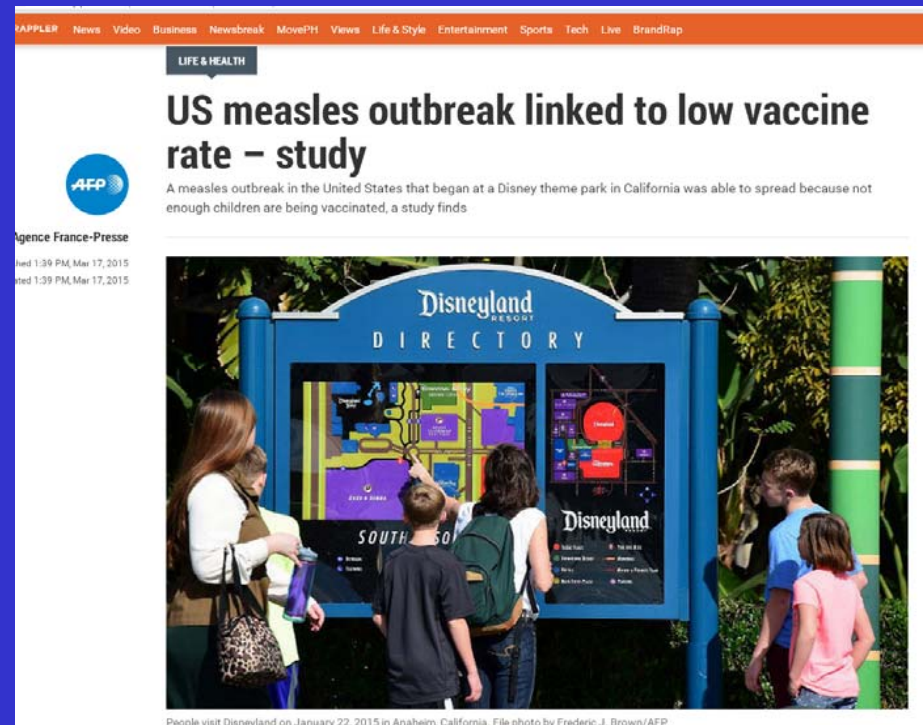 RAPPLER News Video Business Newsbreak MovePH Views Life & Style Entertainment Sports Tech Live BrandRap
LIFE & HEALTH
US measles outbreak linked to low vaccine
rate – study
A measles outbreak in the United States that began at a Disney theme park in California was able to spread because not
enough children are being vaccinated, a study finds
AFP
Agence France-Presse
1:39 PM, Mar 17, 2015
1:39 PM, Mar 17, 2015
Disneyland
RESORT
DIRECTORY
SOUTH
Disneyland
RESORT
People visit Disneyland on January 22, 2015 in Anaheim, California. File photo by Frederic J. Brown/AFP